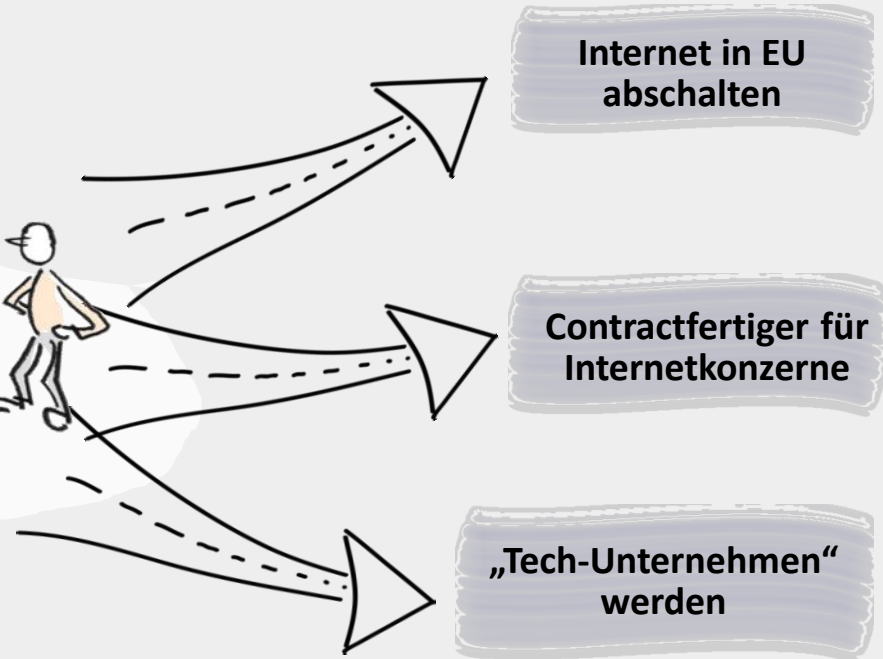 Internet in EU
abschalten
Contractfertiger für
Internetkonzerne
„Tech-Unternehmen“
werden